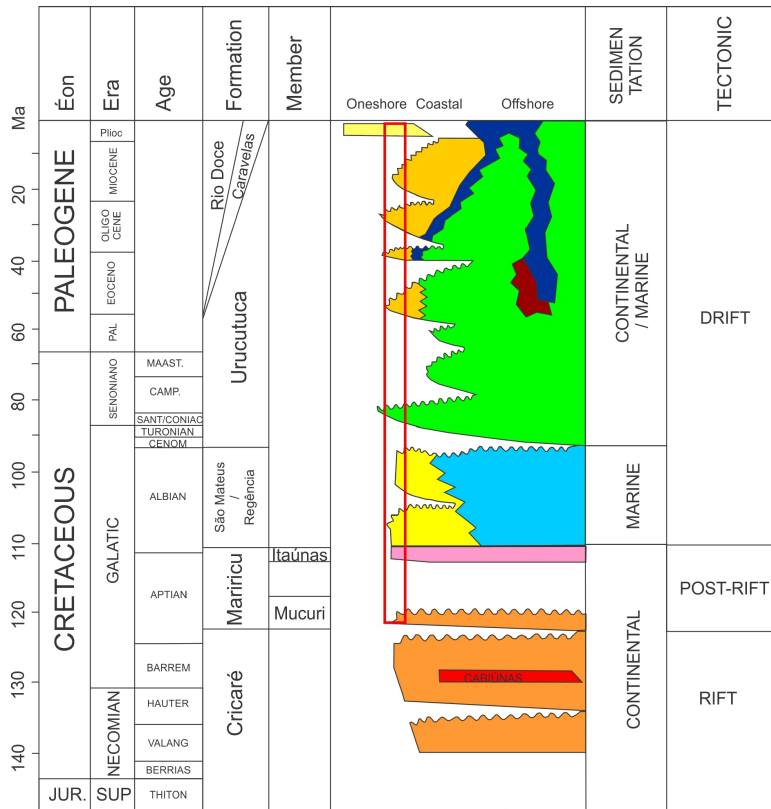 Ma
Éon
Era
Age
Formation
Member
Oneshore
Coastal
Offshore
SEDIMEN
TATION
TECTONIC
20
40
60
80
100
110
120
130
140
PALEOGENE
CRETACEOUS
JUR.
Plioc
MIOCENE
OLIGO
CENE
EOCENO
PAL
SENONIANO
GALATIC
NECOMIAN
SUP
MAAST.
CAMP.
SANT/CONIAC
TURONIAN
CENOM
ALBIAN
APTIAN
BARREM
HAUTER
VALANG
BERRIAS
THITON
Rio Doce
Caravelas
Urucutuca
São Mateus
/
Regência
Mariricu
Cricaré
Itaúnas
Mucuri
CABIÚNAS
CONTINENTAL
/ MARINE
MARINE
CONTINENTAL
DRIFT
POST-RIFT
RIFT